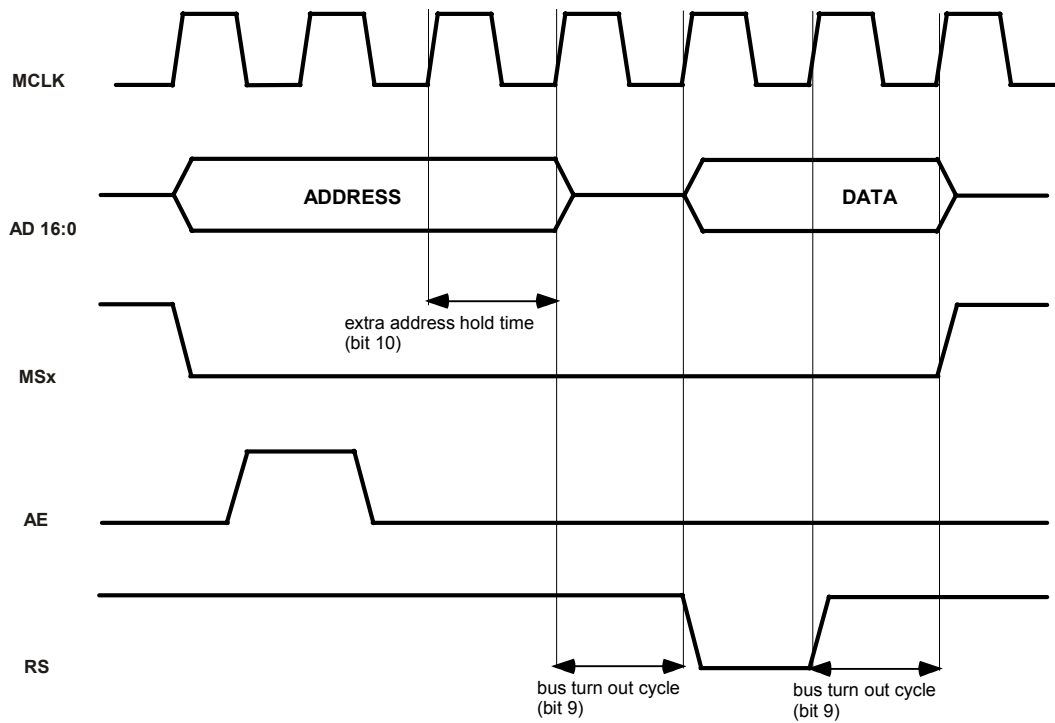 MCLK
ADDRESS
DATA
AD 16:0
extra address hold time
(bit 10)
MSx
AE
RS
bus turn out cycle
(bit 9)
bus turn out cycle
(bit 9)